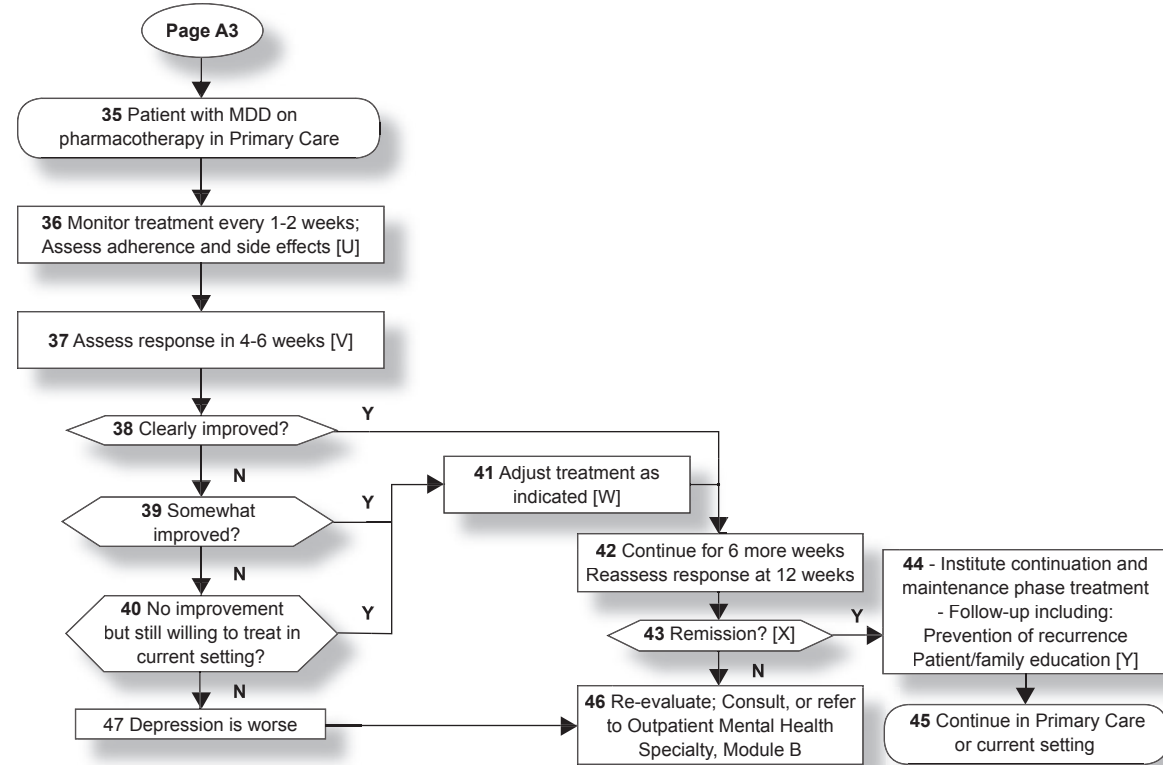 Page A3
35 Patient with MDD on
pharmacotherapy in Primary Care
36 Monitor treatment every 1-2 weeks;
Assess adherence and side effects [U]
37 Assess response in 4-6 weeks [V]
38 Clearly improved?
Y
N
39 Somewhat
improved?
Y
N
40 No improvement
but still willing to treat in
current setting?
Y
N
47 Depression is worse
41 Adjust treatment as
indicated [W]
42 Continue for 6 more weeks
Reassess response at 12 weeks
43 Remission? [X]
Y
N
44 - Institute continuation and
maintenance phase treatment
- Follow-up including:
Prevention of recurrence
Patient/family education [Y]
45 Continue in Primary Care
or current setting
46 Re-evaluate; Consult, or refer
to Outpatient Mental Health
Specialty, Module B